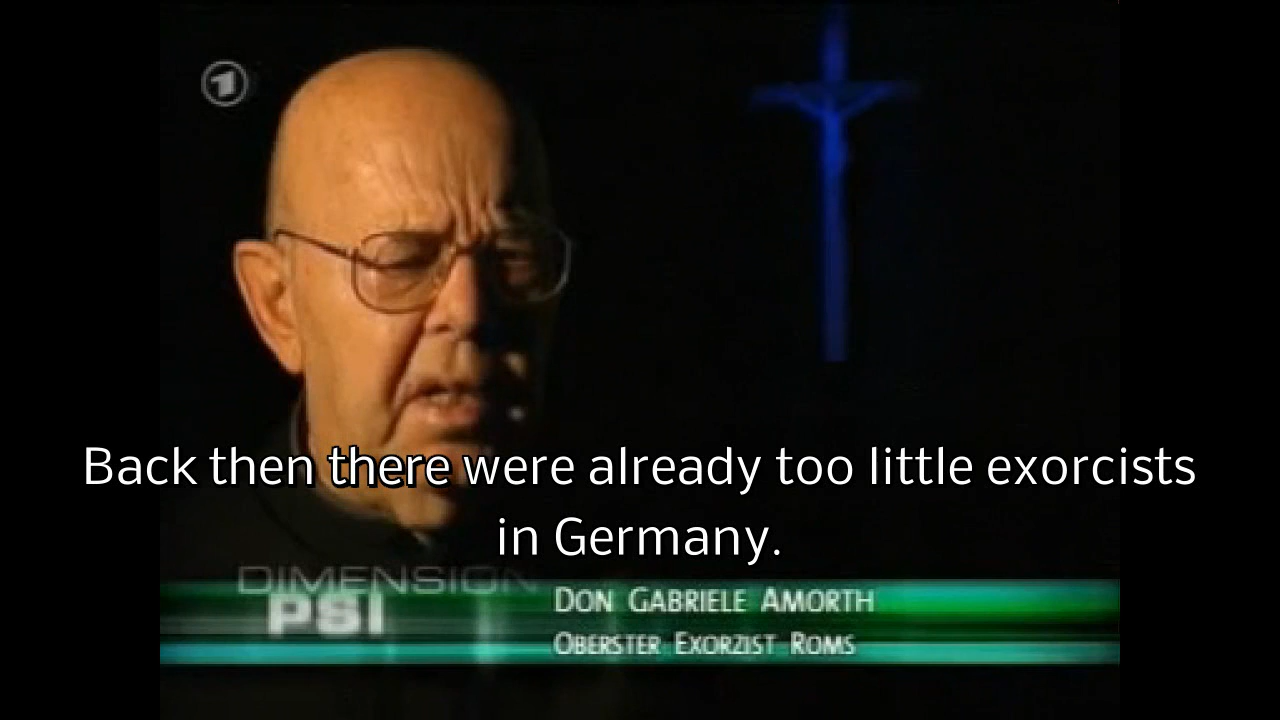 1
Back then there were already too little exorcists
in Germany.
DIMENSION
PSI
DON GABRIELE AMORTH
OBERSTER EXORZIST ROMS